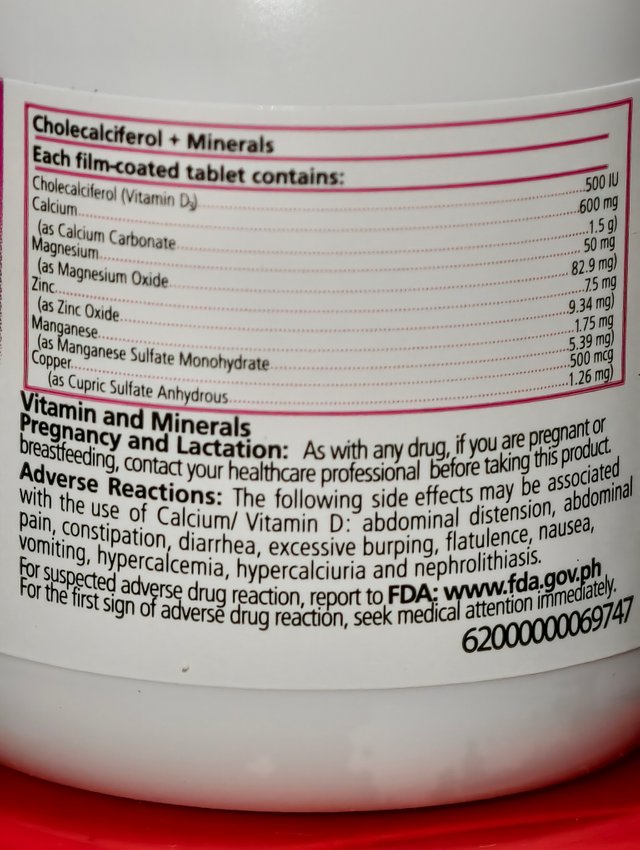 Cholecalciferol + Minerals
Each film-coated tablet contains:
Cholecalciferol (Vitamin D₃) 500 IU
Calcium 600 mg
(as Calcium Carbonate 1.5 g)
Magnesium 50 mg
(as Magnesium Oxide 82.9 mg)
Zinc 7.5 mg
(as Zinc Oxide 9.34 mg)
Manganese 1.75 mg
(as Manganese Sulfate Monohydrate 5.39 mg)
Copper 500 mcg
(as Cupric Sulfate Anhydrous 1.26 mg)
Vitamin and Minerals
Pregnancy and Lactation: As with any drug, if you are pregnant or
breastfeeding, contact your healthcare professional before taking this product.
Adverse Reactions: The following side effects may be associated
with the use of Calcium/ Vitamin D: abdominal distension, abdominal
pain, constipation, diarrhea, excessive burping, flatulence, nausea,
vomiting, hypercalcemia, hypercalciuria and nephrolithiasis.
For suspected adverse drug reaction, report to FDA: www.fda.gov.ph
For the first sign of adverse drug reaction, seek medical attention immediately.
62000000069747